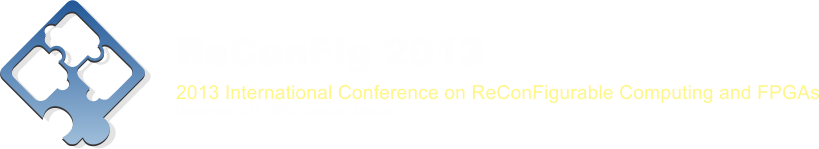 ReConFig 2013
2013 International Conference on ReConFigurable Computing and FPGAs